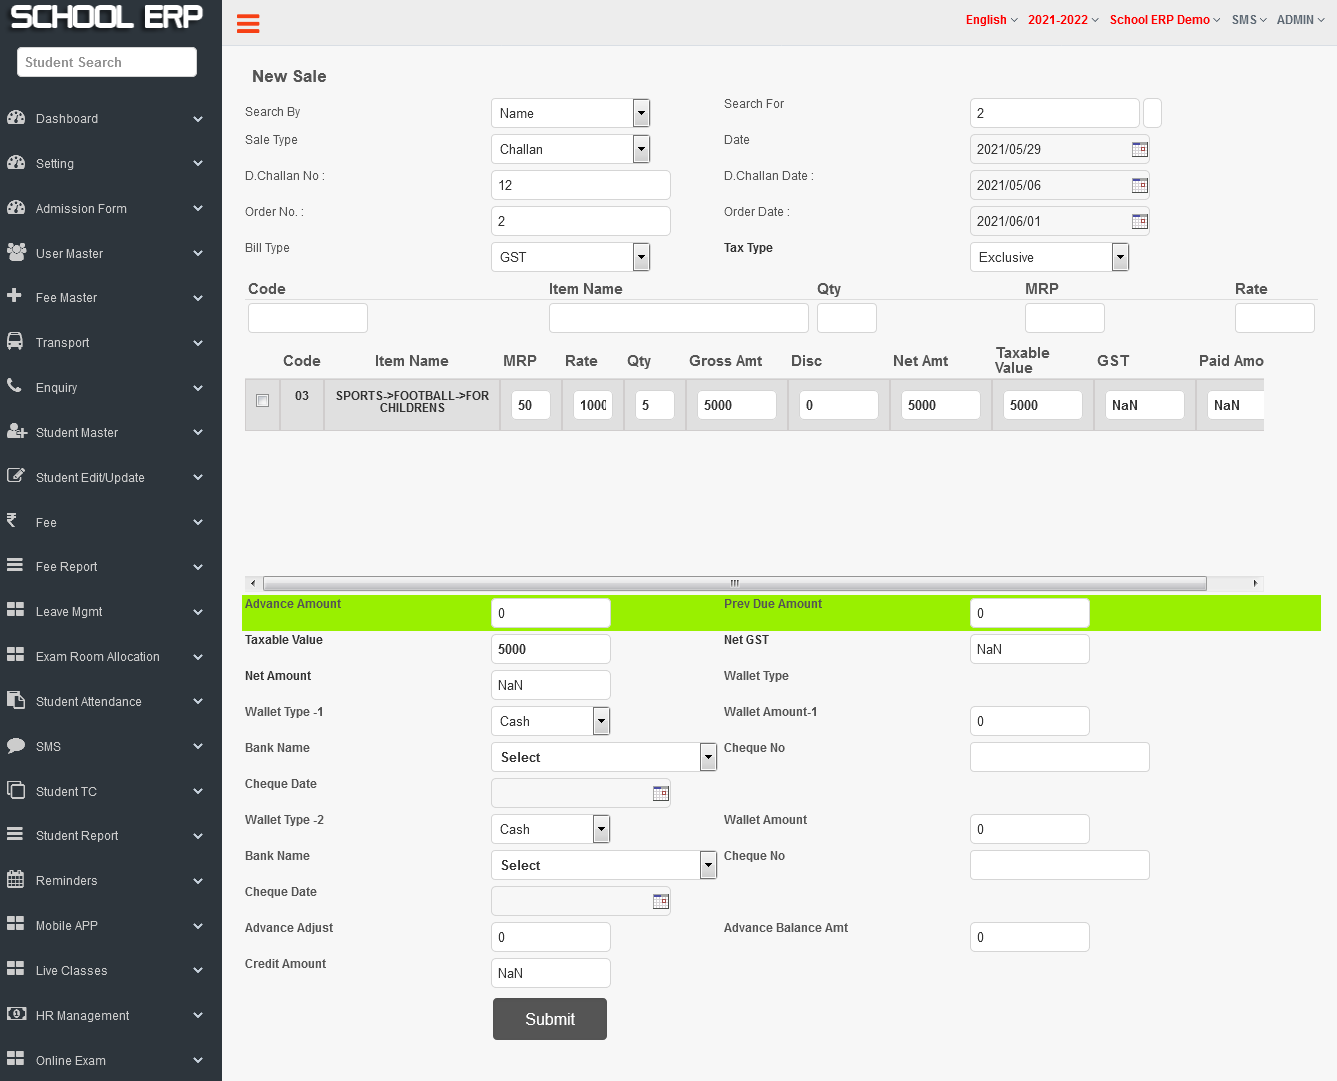 SCHOOL ERP
Student Search
Dashboard
Setting
Admission Form
User Master
Fee Master
Transport
Enquiry
Student Master
Student Edit/Update
Fee
Fee Report
Leave Mgmt
Exam Room Allocation
Student Attendance
SMS
Student TC
Student Report
Reminders
Mobile APP
Live Classes
HR Management
Online Exam
English 2021-2022 School ERP Demo SMS ADMIN
New Sale
Search By Name Search For 2
Sale Type Challan Date 2021/05/29
D.Challan No : 12 D.Challan Date : 2021/05/06
Order No. : 2 Order Date : 2021/06/01
Bill Type GST Tax Type Exclusive
Code Item Name Qty MRP Rate
Code Item Name MRP Rate Qty Gross Amt Disc Net Amt Taxable Value GST Paid Amo
03 SPORTS->FOOTBALL->FOR CHILDRENS 50 1000 5 5000 0 5000 5000 NaN NaN
Advance Amount 0 Prev Due Amount 0
Taxable Value 5000 Net GST NaN
Net Amount NaN Wallet Type
Wallet Type -1 Cash Wallet Amount-1 0
Bank Name Select Cheque No
Cheque Date
Wallet Type -2 Cash Wallet Amount 0
Bank Name Select Cheque No
Cheque Date
Advance Adjust 0 Advance Balance Amt 0
Credit Amount NaN
Submit